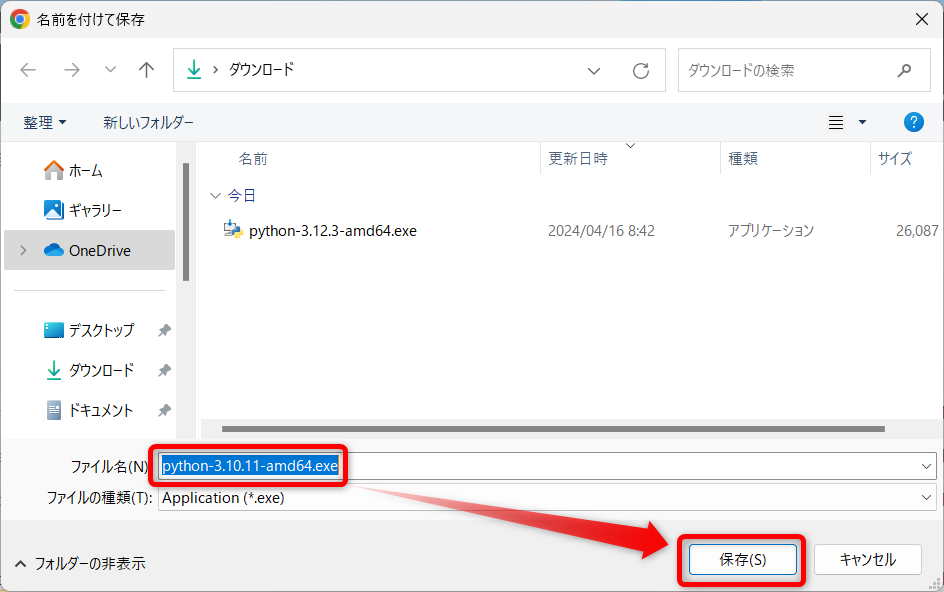 名前を付けて保存
ダウンロード
ダウンロードの検索
整理 新しいフォルダー
?
名前 更新日時 種類 サイズ
ホーム
ギャラリー
OneDrive
デスクトップ
ダウンロード
ドキュメント
今日
python-3.12.3-amd64.exe 2024/04/16 8:42 アプリケーション 26,087
ファイル名(N): python-3.10.11-amd64.exe
ファイルの種類(T): Application (*.exe)
フォルダーの非表示 保存(S) キャンセル